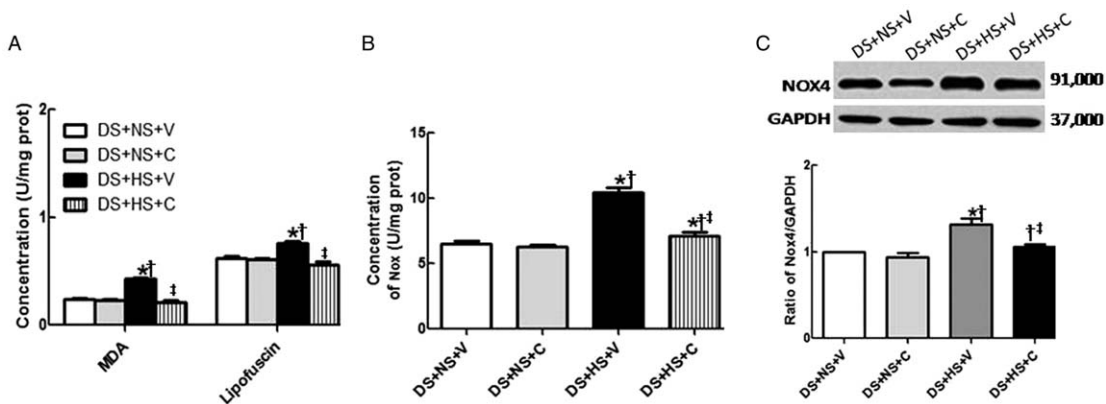 A
Concentration (U/mg prot)
2
1
0
DS+NS+V
DS+NS+C
DS+HS+V
DS+HS+C
*†
‡
*†
‡
MDA
Lipofuscin
B
Concentration
of Nox (U/mg prot)
15
10
5
0
*†
*†‡
DS+NS+V
DS+NS+C
DS+HS+V
DS+HS+C
C
DS+NS+V
DS+NS+C
DS+HS+V
DS+HS+C
NOX4
91,000
GAPDH
37,000
Ratio of Nox4/GAPDH
2
1
0
*†
†‡
DS+NS+V
DS+NS+C
DS+HS+V
DS+HS+C